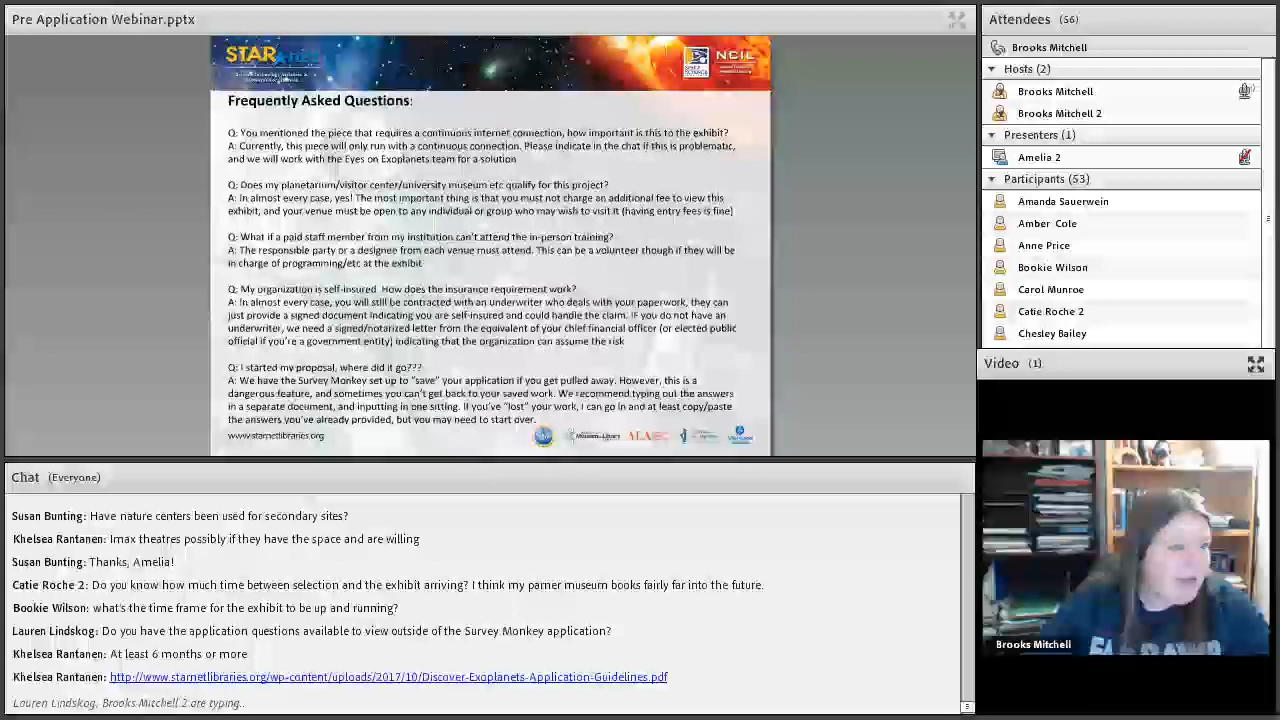 Pre Application Webinar.pptx
STAR
NCIL
Frequently Asked Questions:
Q: You mentioned the piece that requires a continuous internet connection, how important is this to the exhibit?
A: Currently, this piece will only run with a continuous connection. Please indicate in the chat if this is problematic,
and we will work with the Eyes on Exoplanets team for a solution
Q: Does my planetarium/visitor center/university museum etc qualify for this project?
A: In almost every case, yes! The most important thing is that you must not charge an additional fee to view this
exhibit, and your venue must be open to any individual or group who may wish to visit it (having entry fees is fine)
Q: What if a paid staff member from my institution can't attend the in-person training?
A: The responsible party or a designee from each venue must attend. This can be a volunteer though if they will be
in charge of programming/etc at the exhibit
Q: My organization is self-insured. How does the insurance requirement work?
A: In almost every case, you will still be contracted with an underwriter who deals with your paperwork, they can
just provide a signed document indicating you are self-insured and could handle the claim. IF you do not have an
underwriter, we need a signed/notarized letter from the equivalent of your chief financial officer (or elected public
official if you're a government entity) indicating that the organization can assume the risk
Q: I started my proposal, where did it go???
A: We have the Survey Monkey set up to "save" your application if you get pulled away. However, this is a
dangerous feature, and sometimes you can't get back to your saved work. We recommend typing out the answers
in a separate document, and inputting in one sitting. If you've "lost" your work, I can go in and at least copy/paste
the answers you've already provided, but you may need to start over.
www.starnetlibraries.org
ALA
Chat (Everyone)
Susan Bunting: Have nature centers been used for secondary sites?
Khelsea Rantanen: Imax theatres possibly if they have the space and are willing
Susan Bunting: Thanks, Amelia!
Catie Roche 2: Do you know how much time between selection and the exhibit arriving? I think my parner museum books fairly far into the future.
Bookie Wilson: what's the time frame for the exhibit to be up and running?
Lauren Lindskog: Do you have the application questions available to view outside of the Survey Monkey application?
Khelsea Rantanen: At least 6 months or more
Khelsea Rantanen: http://www.starnetlibraries.org/wp-content/uploads/2017/10/Discover-Exoplanets-Application-Guidelines.pdf
Lauren Lindskog, Brooks Mitchell 2 are typing..
Attendees (56)
Brooks Mitchell
Hosts (2)
Brooks Mitchell
Brooks Mitchell 2
Presenters (1)
Amelia 2
Participants (53)
Amanda Sauerwein
Amber Cole
Anne Price
Bookie Wilson
Carol Munroe
Catie Roche 2
Chesley Bailey
Video (1)
Brooks Mitchell